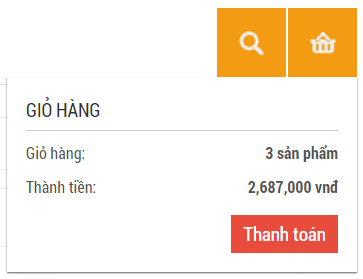 GIỎ HÀNG
Giỏ hàng: 3 sản phẩm
Thành tiền: 2,687,000 vnđ
Thanh toán